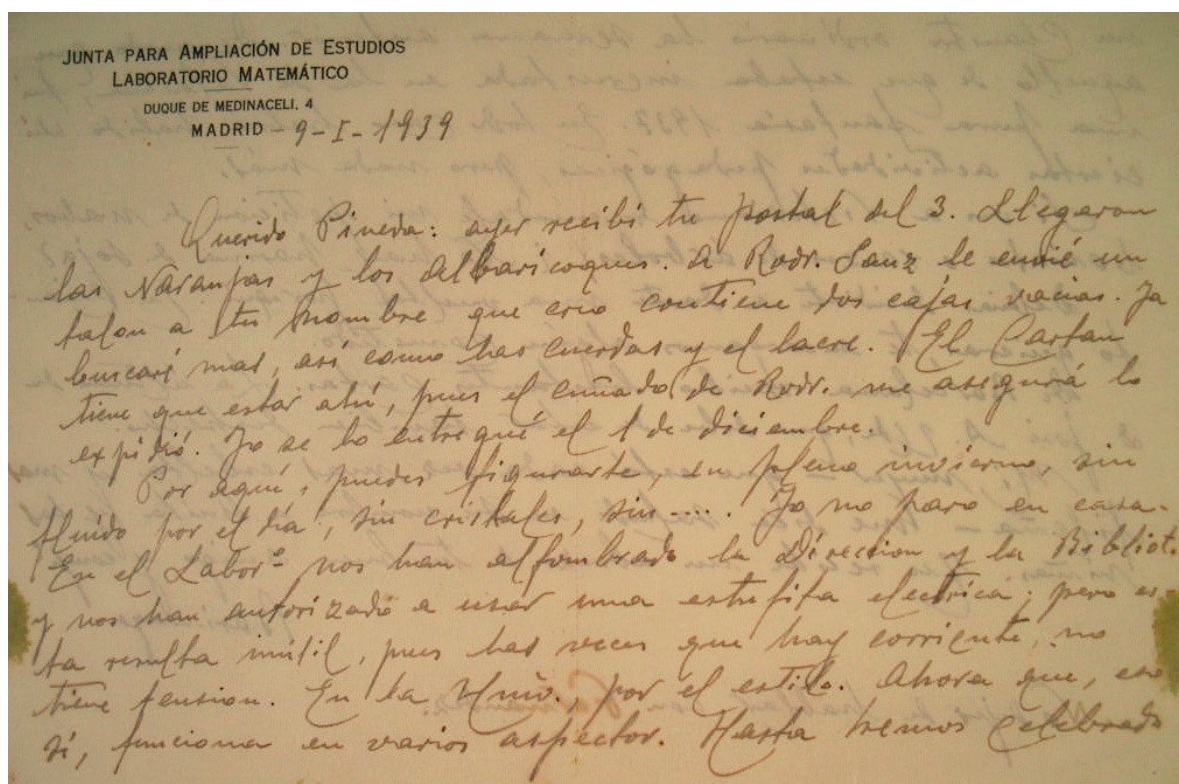 JUNTA PARA AMPLIACIÓN DE ESTUDIOS
LABORATORIO MATEMÁTICO
DUQUE DE MEDINACELI, 4
MADRID - 9-I-1939
Querido Pineda: ayer recibí tu postal del 3. Llegaron
las Naranjas y los Albaricoques. A Rodr. Sanz le envié un
talon a tu nombre que creo contiene dos cajas vacias. Ya
buscaré mas, asi como las cuerdas y el lacre. El Cartan
tiene que estar ahí, pues el cuñado de Rodr. me aseguró lo
expidió. Yo se lo entregué el 1 de diciembre.
Por aquí, puedes figurarte, en pleno invierno, sin
fluído por el día, sin cristales, sin .... Yo no paro en casa.
En el Labor.º nos han alfombrado la Direccion y la Bibliot.
y nos han autorizado a usar una estufita electrica; pero es-
ta resulta inútil, pues las veces que hay corriente, no
tiene tension. En la Univ. por el estilo. Ahora que, eso
sí, funciona en varios aspectos. Hasta hemos celebrado